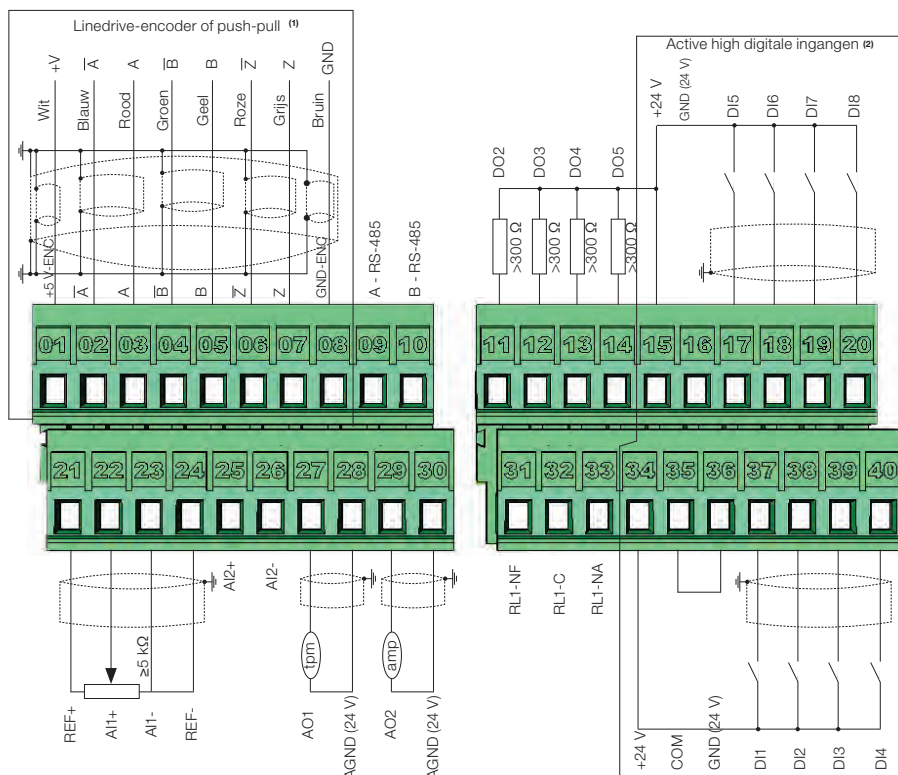 Linedrive-encoder of push-pull (1)
Active high digitale ingangen (2)
+V
A̅
A
B̅
B
Z̅
Z
GND
Wit
Blauw
Rood
Groen
Geel
Roze
Grijs
Bruin
+5 V-ENC
A̅
A
B̅
B
Z̅
Z
GND-ENC
A - RS-485
B - RS-485
DO2
DO3
DO4
DO5
+24 V
GND (24 V)
DI5
DI6
DI7
DI8
>300 Ω
>300 Ω
>300 Ω
>300 Ω
01 02 03 04 05 06 07 08 09 10
11 12 13 14 15 16 17 18 19 20
21 22 23 24 25 26 27 28 29 30
31 32 33 34 35 36 37 38 39 40
AI2+
AI2-
RL1-NF
RL1-C
RL1-NA
≥5 kΩ
tpm
amp
REF+
AI1+
AI1-
REF-
AO1
AGND (24 V)
AO2
AGND (24 V)
+24 V
COM
GND (24 V)
DI1
DI2
DI3
DI4